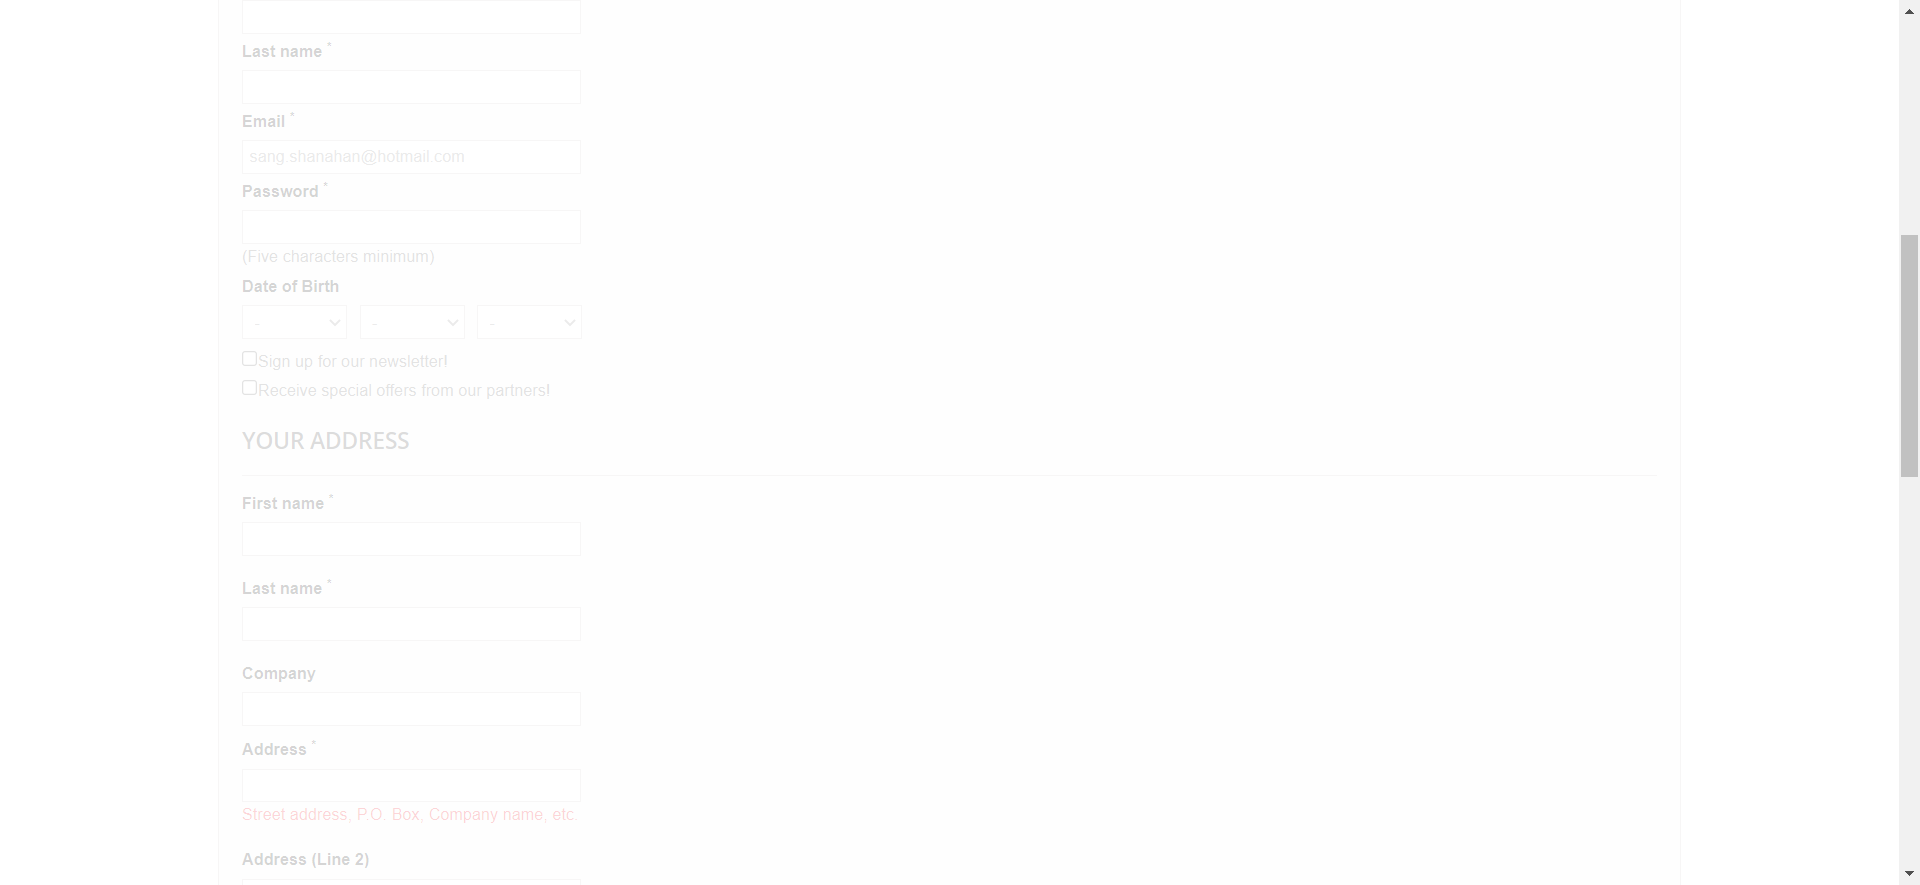 Last name *
Email *
sang.shanahan@hotmail.com
Password *
(Five characters minimum)
Date of Birth
- - -
Sign up for our newsletter!
Receive special offers from our partners!
YOUR ADDRESS
First name *
Last name *
Company
Address *
Street address, P.O. Box, Company name, etc.
Address (Line 2)